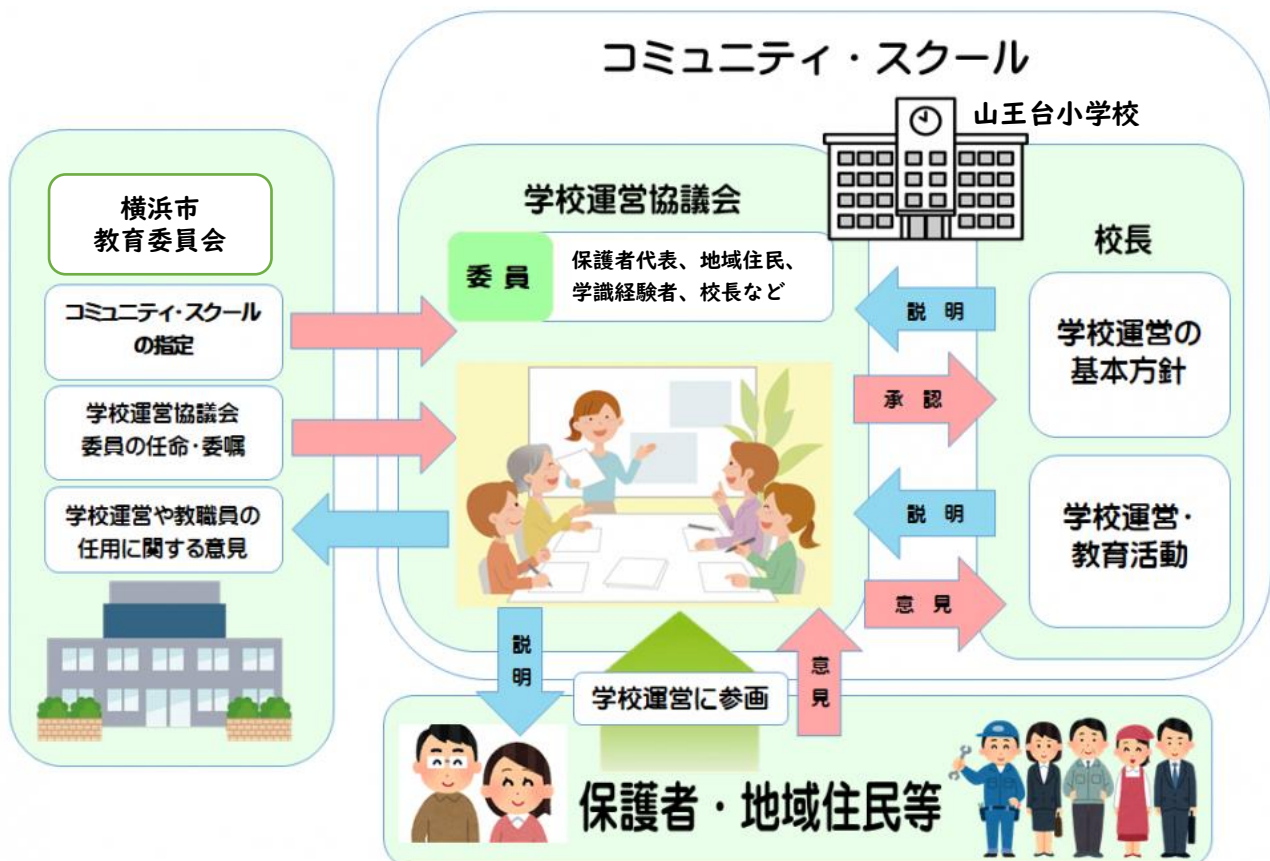 コミュニティ・スクール
山王台小学校
横浜市
教育委員会
コミュニティ・スクール
の指定
学校運営協議会
委員の任命・委嘱
学校運営や教職員の
任用に関する意見
学校運営協議会
委員
保護者代表、地域住民、
学識経験者、校長など
校長
説明
学校運営の
基本方針
承認
説明
学校運営・
教育活動
意見
説明
学校運営に参画
意見
保護者・地域住民等